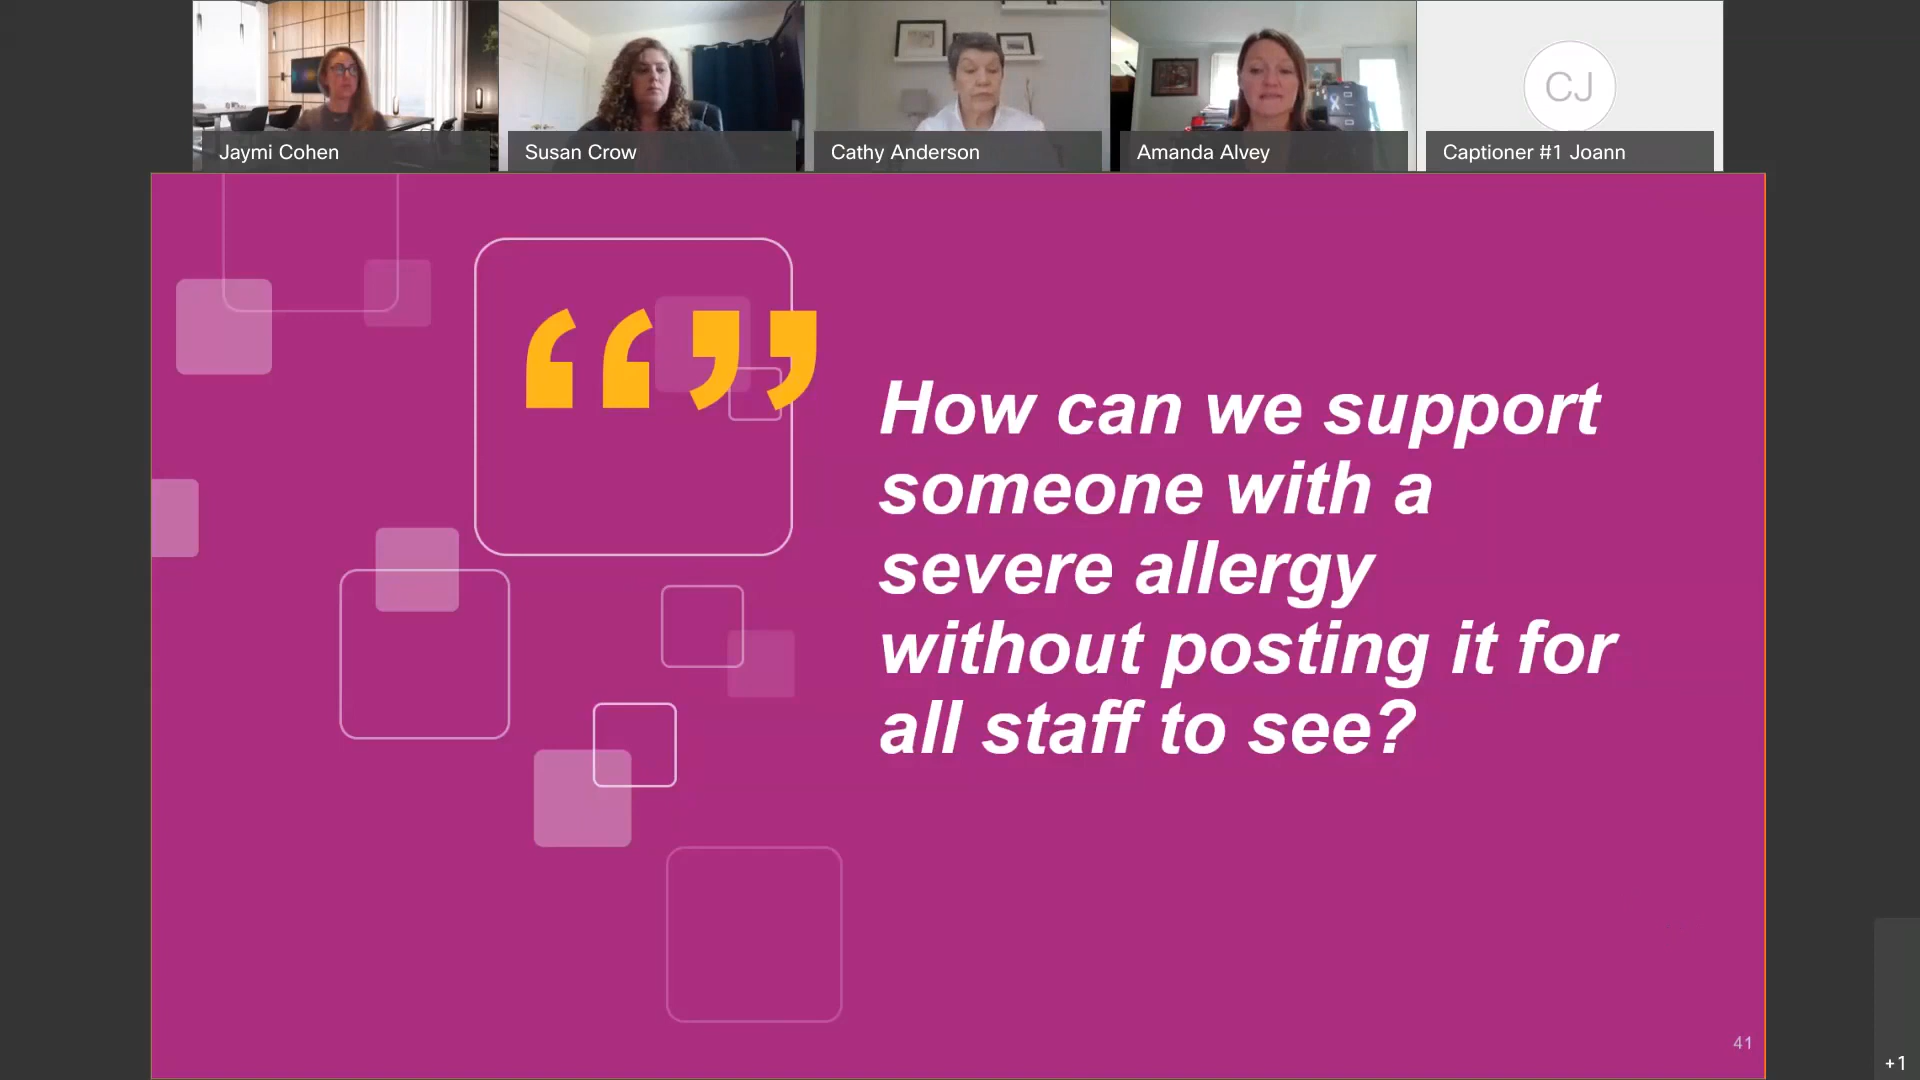 Jaymi Cohen
Susan Crow
Cathy Anderson
Amanda Alvey
CJ
Captioner #1 Joann
“ ”
How can we support
someone with a
severe allergy
without posting it for
all staff to see?
41
+1